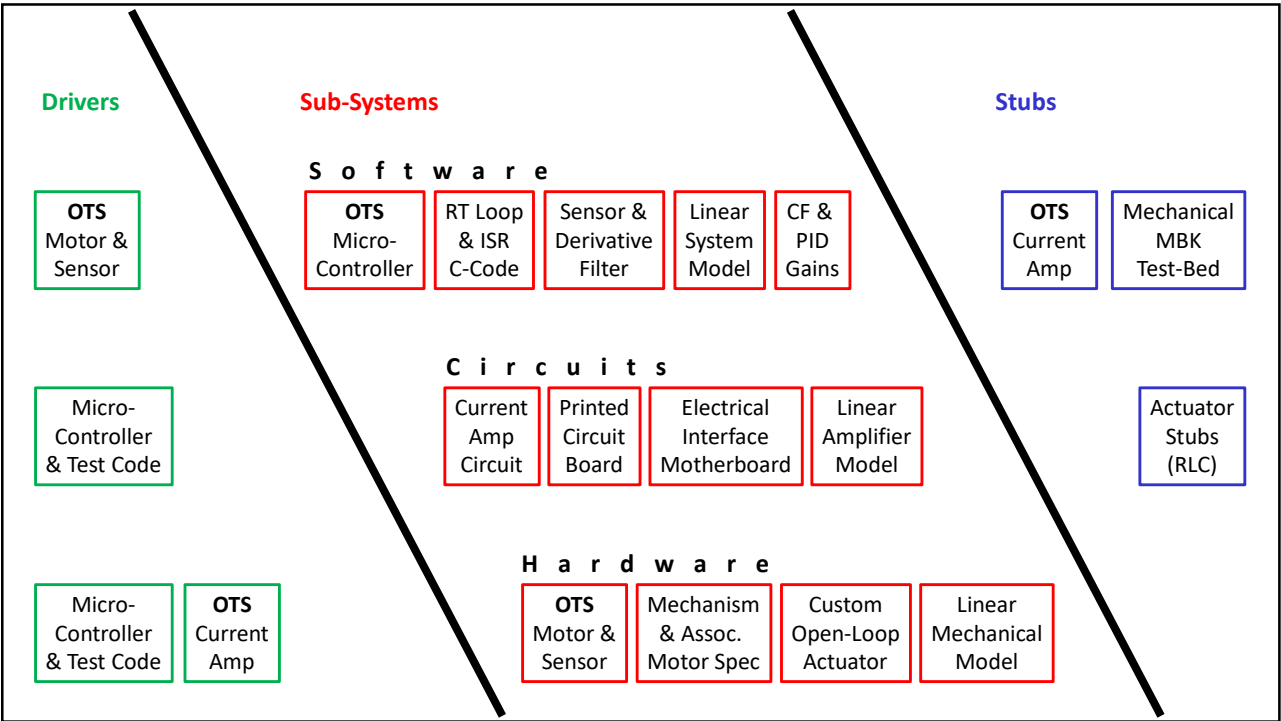 Drivers
Sub-Systems
Stubs
S o f t w a r e
OTS
Motor &
Sensor
OTS
Micro-
Controller
RT Loop
& ISR
C-Code
Sensor &
Derivative
Filter
Linear
System
Model
CF &
PID
Gains
OTS
Current
Amp
Mechanical
MBK
Test-Bed
C i r c u i t s
Micro-
Controller
& Test Code
Current
Amp
Circuit
Printed
Circuit
Board
Electrical
Interface
Motherboard
Linear
Amplifier
Model
Actuator
Stubs
(RLC)
H a r d w a r e
Micro-
Controller
& Test Code
OTS
Current
Amp
OTS
Motor &
Sensor
Mechanism
& Assoc.
Motor Spec
Custom
Open-Loop
Actuator
Linear
Mechanical
Model